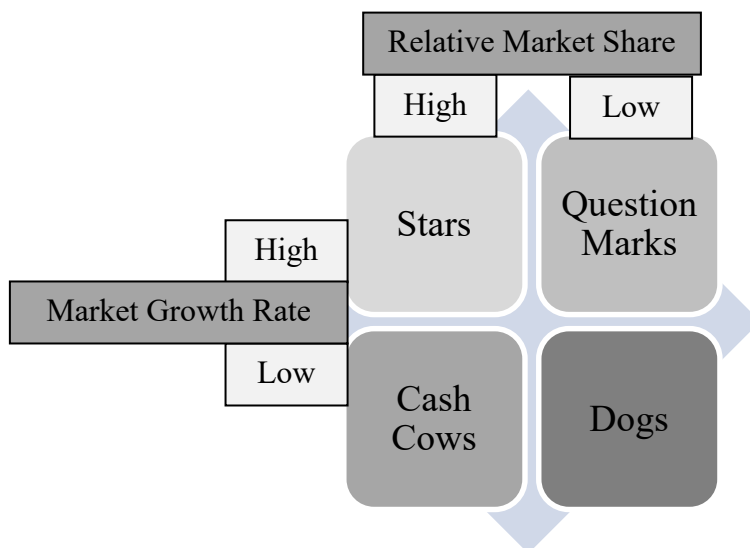 Relative Market Share
High
Low
Stars
Question
Marks
High
Market Growth Rate
Low
Cash
Cows
Dogs